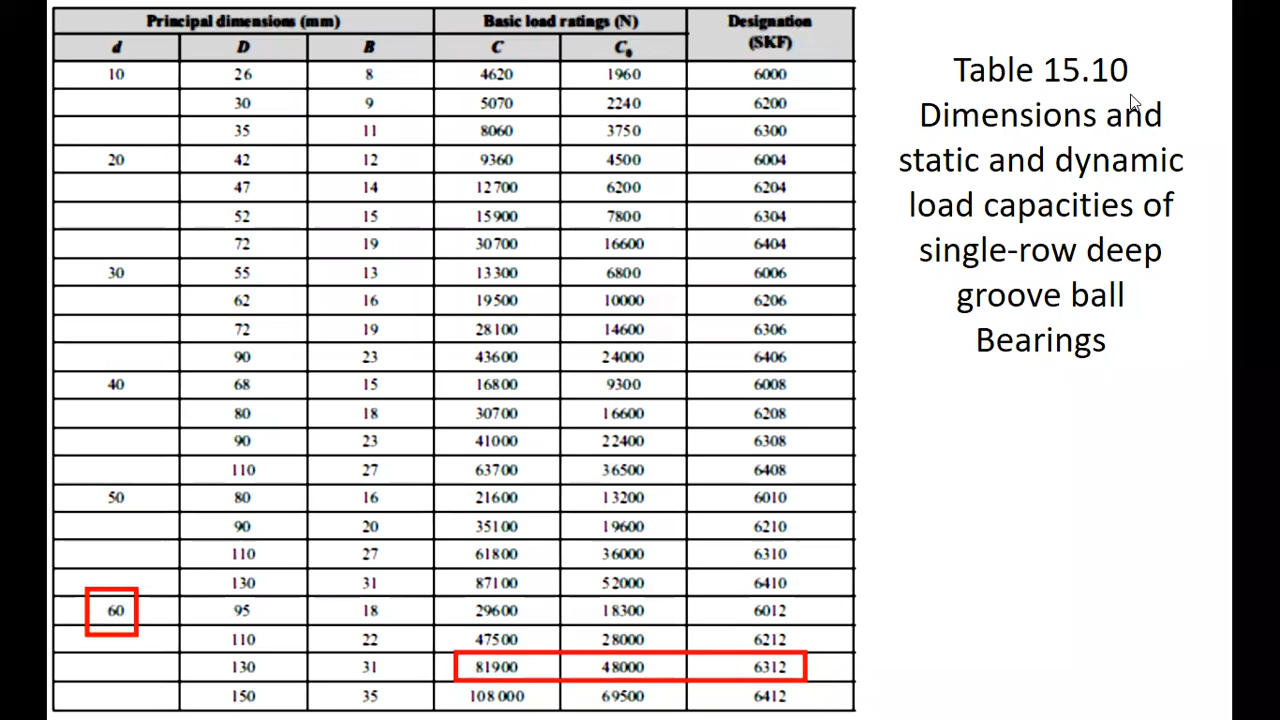 Principal dimensions (mm) Basic load ratings (N) Designation (SKF)
d D B C C₀
10 26 8 4620 1960 6000
30 9 5070 2240 6200
35 11 8060 3750 6300
20 42 12 9360 4500 6004
47 14 12700 6200 6204
52 15 15900 7800 6304
72 19 30700 16600 6404
30 55 13 13300 6800 6006
62 16 19500 10000 6206
72 19 28100 14600 6306
90 23 43600 24000 6406
40 68 15 16800 9300 6008
80 18 30700 16600 6208
90 23 41000 22400 6308
110 27 63700 36500 6408
50 80 16 21600 13200 6010
90 20 35100 19600 6210
110 27 61800 36000 6310
130 31 87100 52000 6410
60 95 18 29600 18300 6012
110 22 47500 28000 6212
130 31 81900 48000 6312
150 35 108 000 69500 6412
Table 15.10
Dimensions and
static and dynamic
load capacities of
single-row deep
groove ball
Bearings